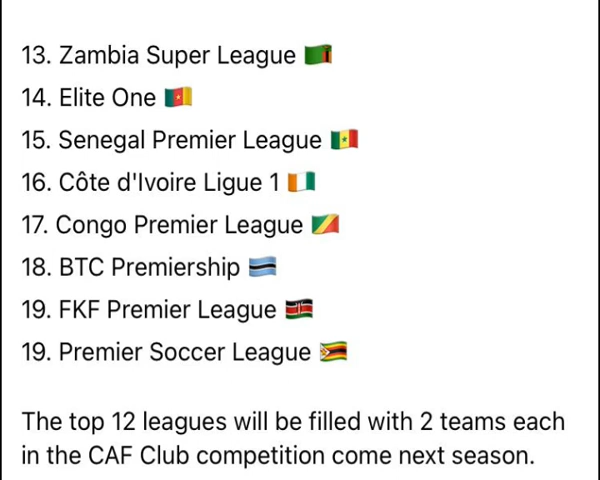 13. Zambia Super League 🇿🇲
14. Elite One 🇨🇲
15. Senegal Premier League 🇸🇳
16. Côte d'Ivoire Ligue 1 🇨🇮
17. Congo Premier League 🇨🇬
18. BTC Premiership 🇧🇼
19. FKF Premier League 🇰🇪
19. Premier Soccer League 🇿🇼
The top 12 leagues will be filled with 2 teams each
in the CAF Club competition come next season.